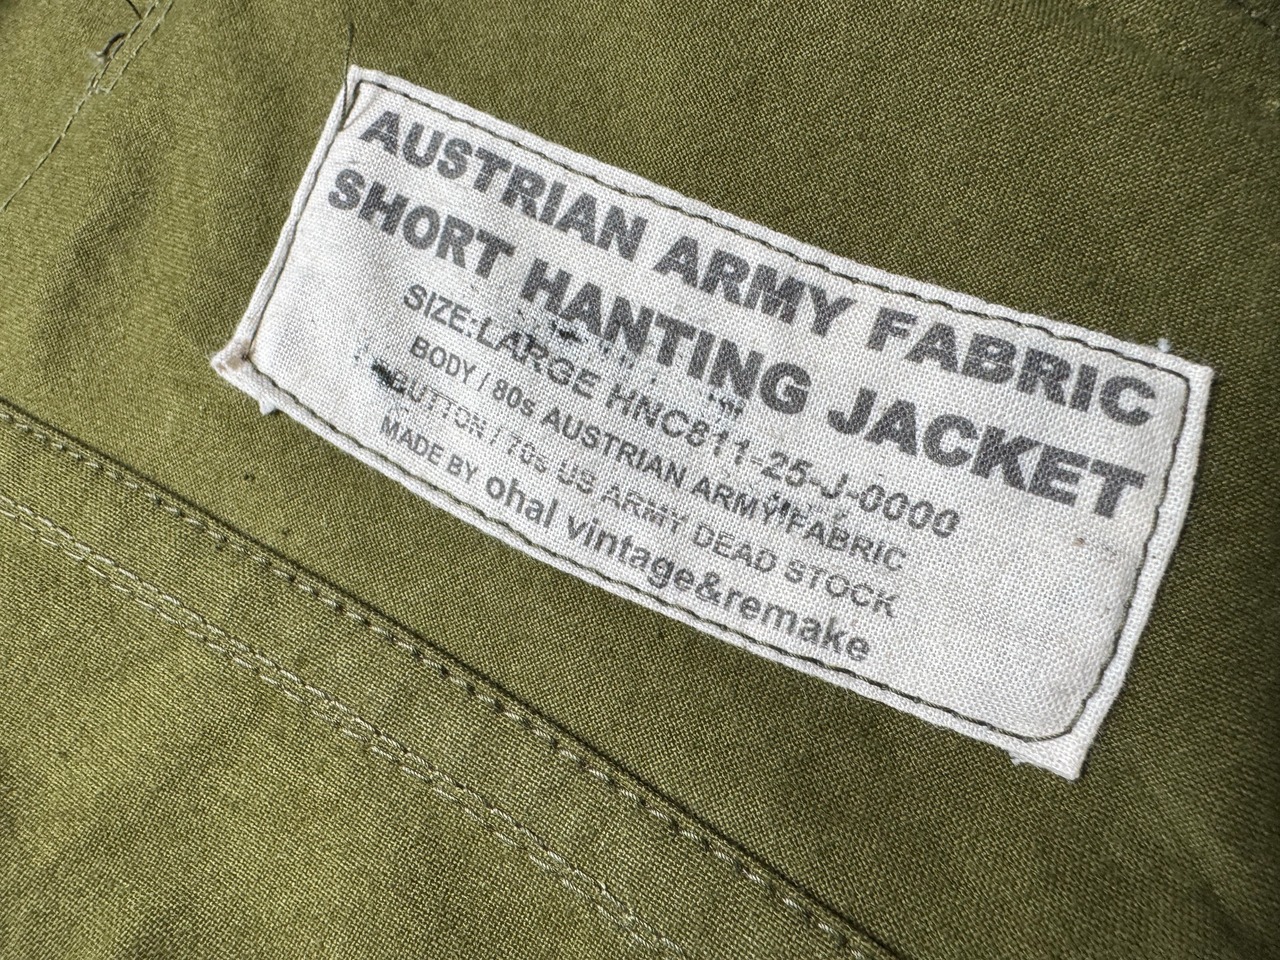 AUSTRIAN ARMY FABRIC
SHORT HANTING JACKET
SIZE:LARGE HNC811-25-J-0000
BODY / 80s AUSTRIAN ARMY FABRIC
BUTTON / 70s US ARMY DEAD STOCK
MADE BY ohal vintage&remake